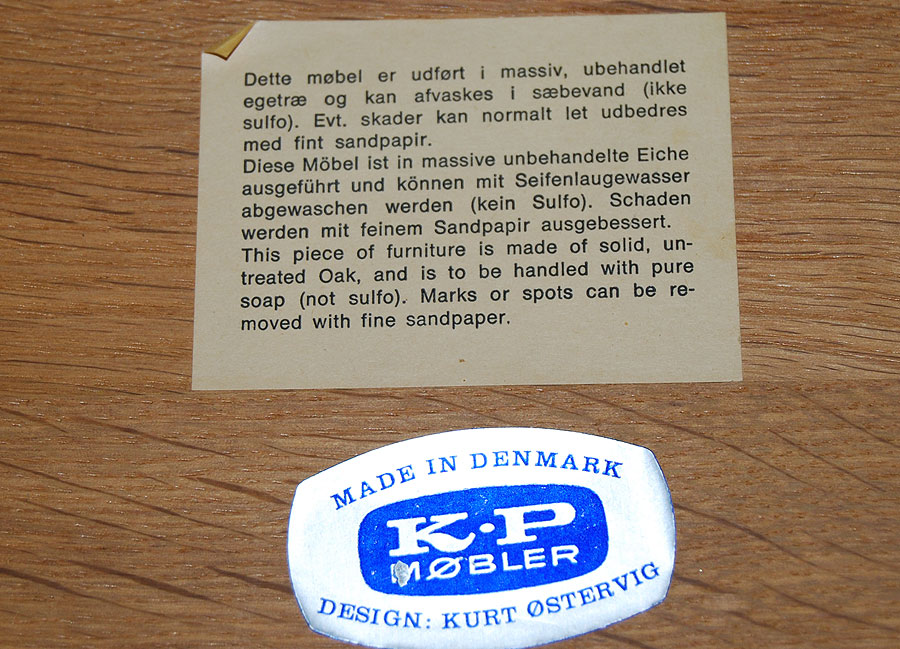 Dette møbel er udført i massiv, ubehandlet
egetræ og kan afvaskes i sæbevand (ikke
sulfo). Evt. skader kan normalt let udbedres
med fint sandpapir.
Diese Möbel ist in massive unbehandelte Eiche
ausgeführt und können mit Seifenlaugewasser
abgewaschen werden (kein Sulfo). Schaden
werden mit feinem Sandpapir ausgebessert.
This piece of furniture is made of solid, un-
treated Oak, and is to be handled with pure
soap (not sulfo). Marks or spots can be re-
moved with fine sandpaper.
MADE IN DENMARK
K·P
MØBLER
DESIGN: KURT ØSTERVIG